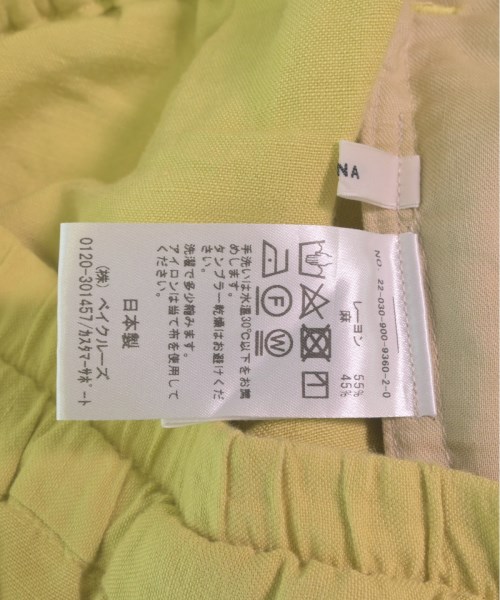 NA
NO. 22-030-900-9360-2-0
レーヨン 55%
麻 45%
F W
手洗いは水温30℃以下をお薦
めします。
タンブラー乾燥はお避けくだ
さい。
洗濯で多少縮みます。
アイロンは当て布を使用して
ください。
日本製
(株) ベイクルーズ
0120-301457/カスタマーサポート